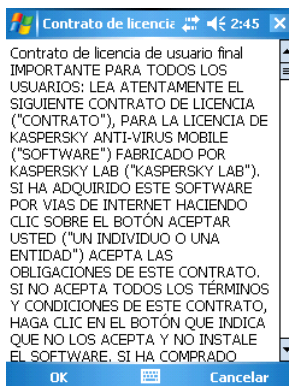 Contrato de licencia 2:45
Contrato de licencia de usuario final
IMPORTANTE PARA TODOS LOS
USUARIOS: LEA ATENTAMENTE EL
SIGUIENTE CONTRATO DE LICENCIA
("CONTRATO"), PARA LA LICENCIA DE
KASPERSKY ANTI-VIRUS MOBILE
("SOFTWARE") FABRICADO POR
KASPERSKY LAB ("KASPERSKY LAB").
SI HA ADQUIRIDO ESTE SOFTWARE
POR VIAS DE INTERNET HACIENDO
CLIC SOBRE EL BOTÓN ACEPTAR
USTED ("UN INDIVIDUO O UNA
ENTIDAD") ACEPTA LAS
OBLIGACIONES DE ESTE CONTRATO.
SI NO ACEPTA TODOS LOS TÉRMINOS
Y CONDICIONES DE ESTE CONTRATO,
HAGA CLIC EN EL BOTÓN QUE INDICA
QUE NO LOS ACEPTA Y NO INSTALE
EL SOFTWARE. SI HA COMPRADO
OK Cancelar